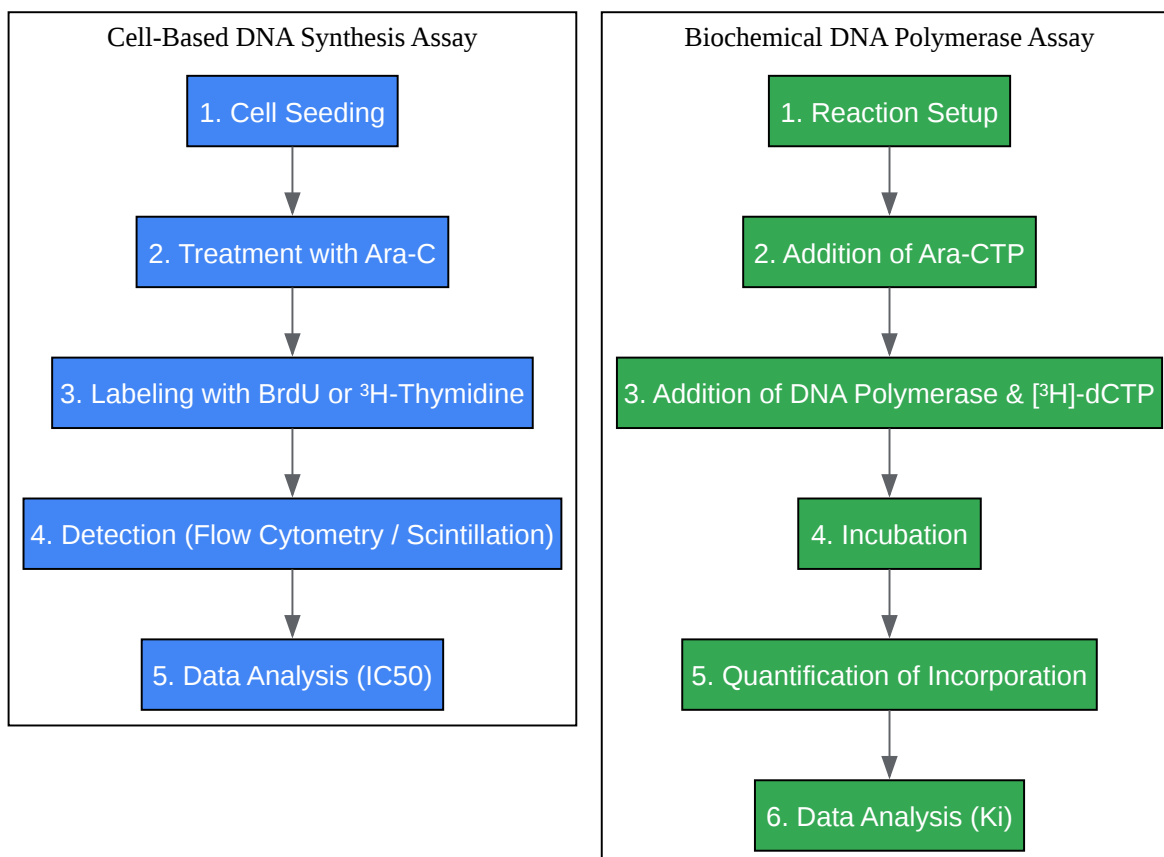 Cell-Based DNA Synthesis Assay
1. Cell Seeding
2. Treatment with Ara-C
3. Labeling with BrdU or ³H-Thymidine
4. Detection (Flow Cytometry / Scintillation)
5. Data Analysis (IC50)
Biochemical DNA Polymerase Assay
1. Reaction Setup
2. Addition of Ara-CTP
3. Addition of DNA Polymerase & [³H]-dCTP
4. Incubation
5. Quantification of Incorporation
6. Data Analysis (Ki)